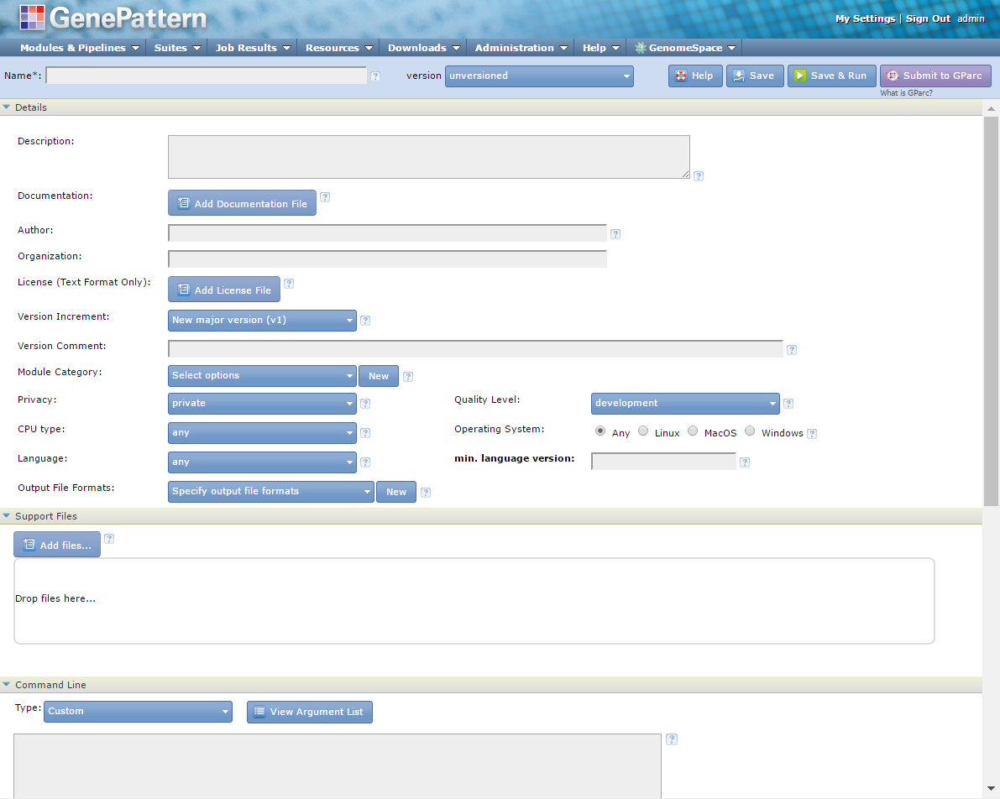 GenePattern
My Settings | Sign Out admin
Modules & Pipelines Suites Job Results Resources Downloads Administration Help GenomeSpace
Name*: ? version unversioned Help Save Save & Run Submit to GParc
What is GParc?
Details
Description:
?
Documentation: Add Documentation File ?
Author: ?
Organization:
License (Text Format Only): Add License File ?
Version Increment: New major version (v1) ?
Version Comment: ?
Module Category: Select options New ?
Privacy: private ? Quality Level: development ?
CPU type: any ? Operating System: Any Linux MacOS Windows ?
Language: any ? min. language version: ?
Output File Formats: Specify output file formats New ?
Support Files
Add files... ?
Drop files here...
Command Line
Type: Custom View Argument List
?